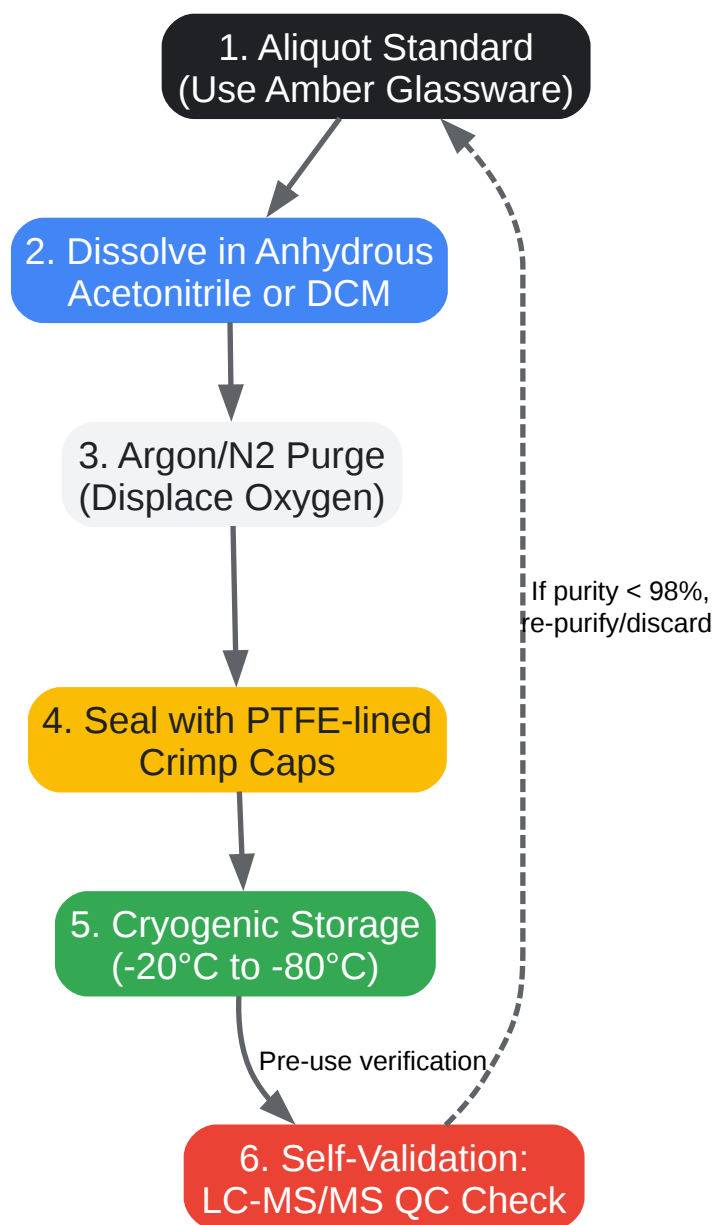 1. Aliquot Standard
(Use Amber Glassware)
2. Dissolve in Anhydrous
Acetonitrile or DCM
3. Argon/N2 Purge
(Displace Oxygen)
If purity < 98%,
re-purify/discard
4. Seal with PTFE-lined
Crimp Caps
5. Cryogenic Storage
(-20°C to -80°C)
Pre-use verification
6. Self-Validation:
LC-MS/MS QC Check